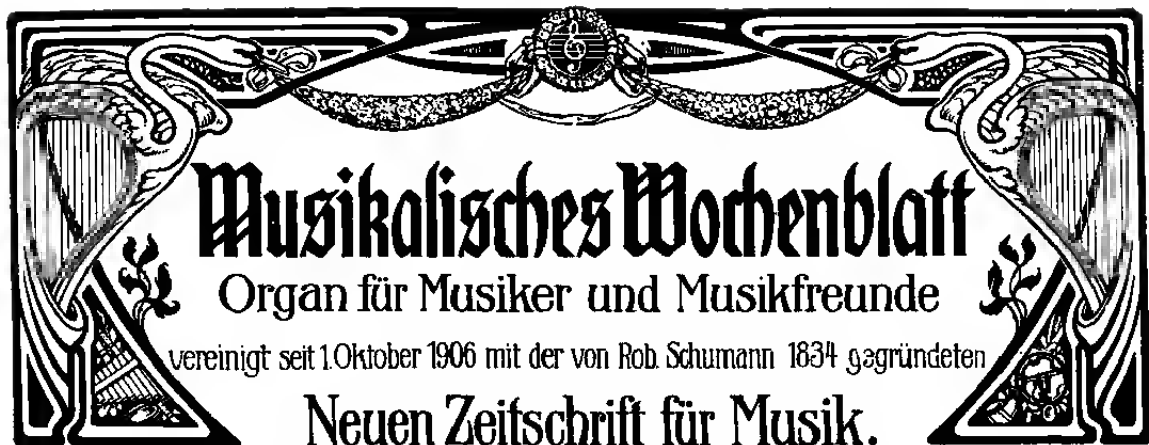 Musikalisches Wochenblatt
Organ für Musiker und Musikfreunde
vereinigt seit 1. Oktober 1906 mit der von Rob. Schumann 1834 gegründeten
Neuen Zeitschrift für Musik.